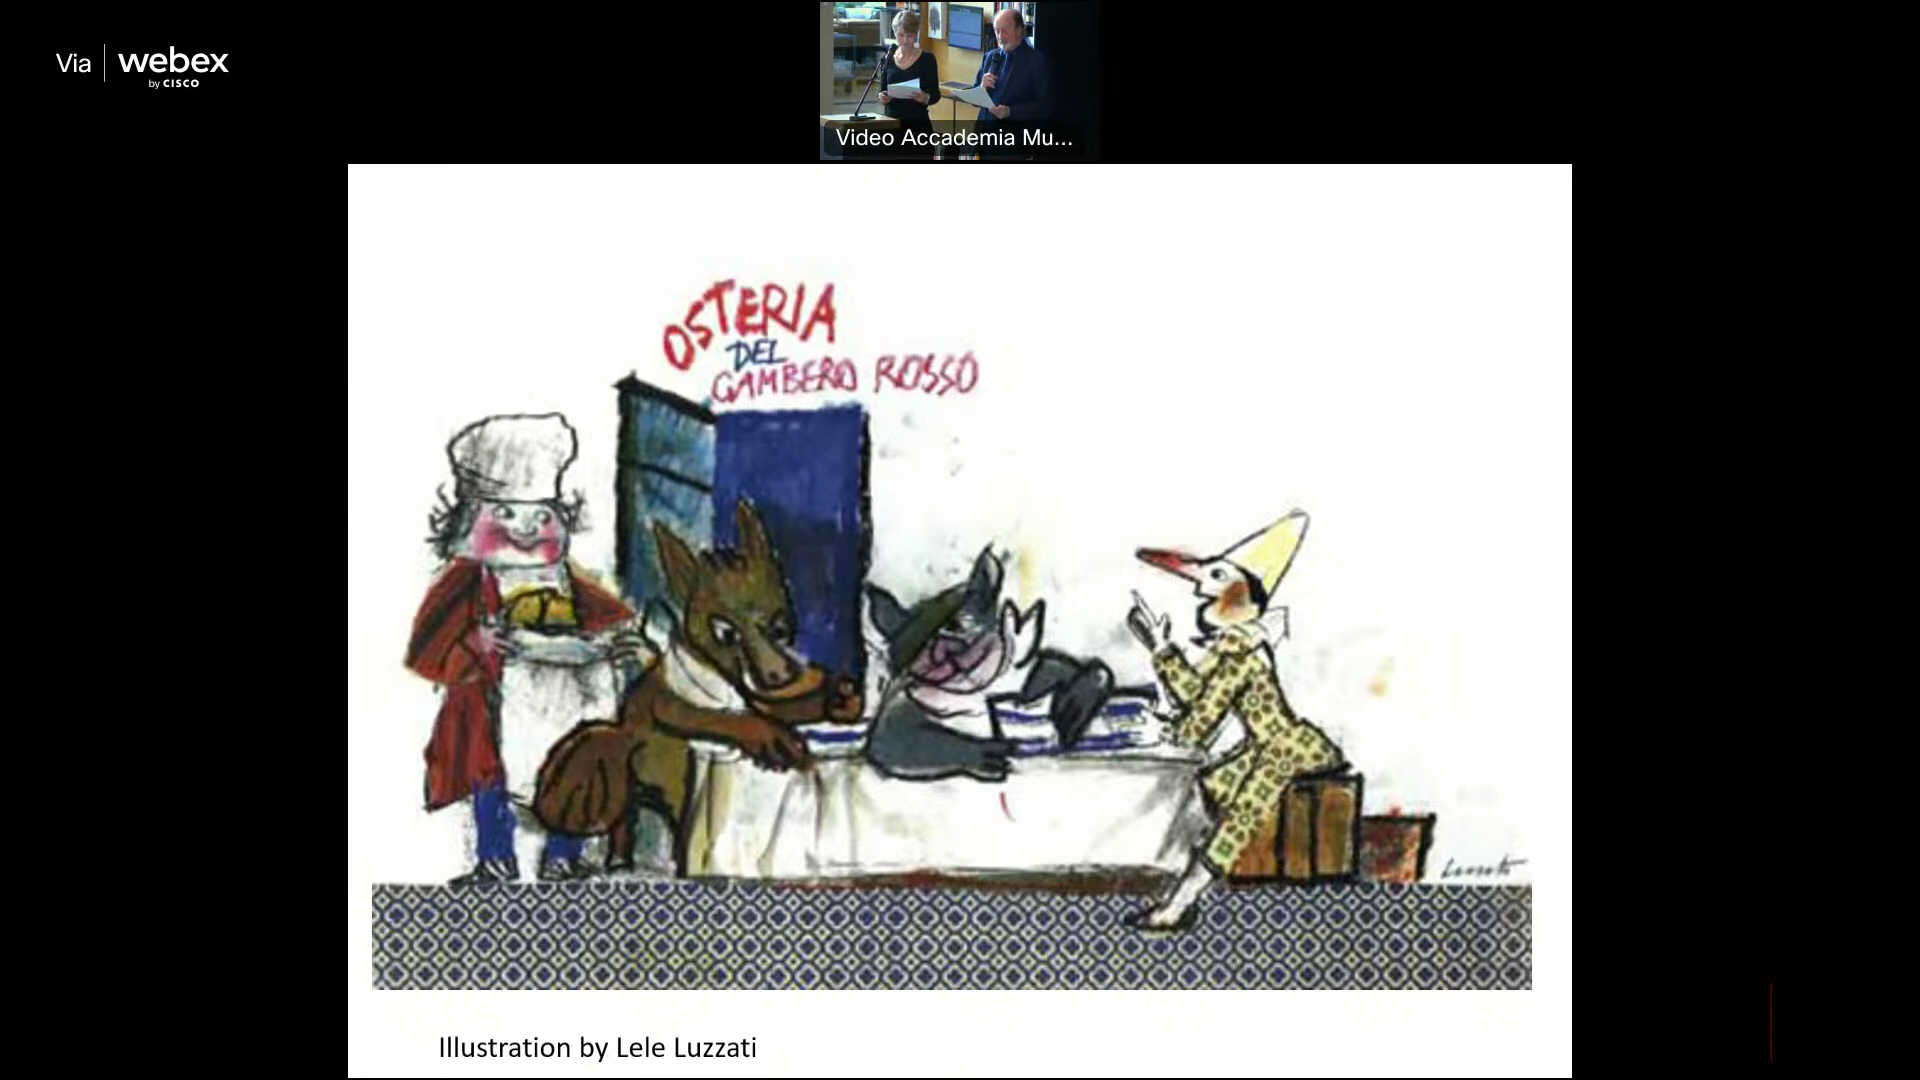 Via webex
by CISCO
Video Accademia Mu...
OSTERIA
DEL
GAMBERO ROSSO
Illustration by Lele Luzzati